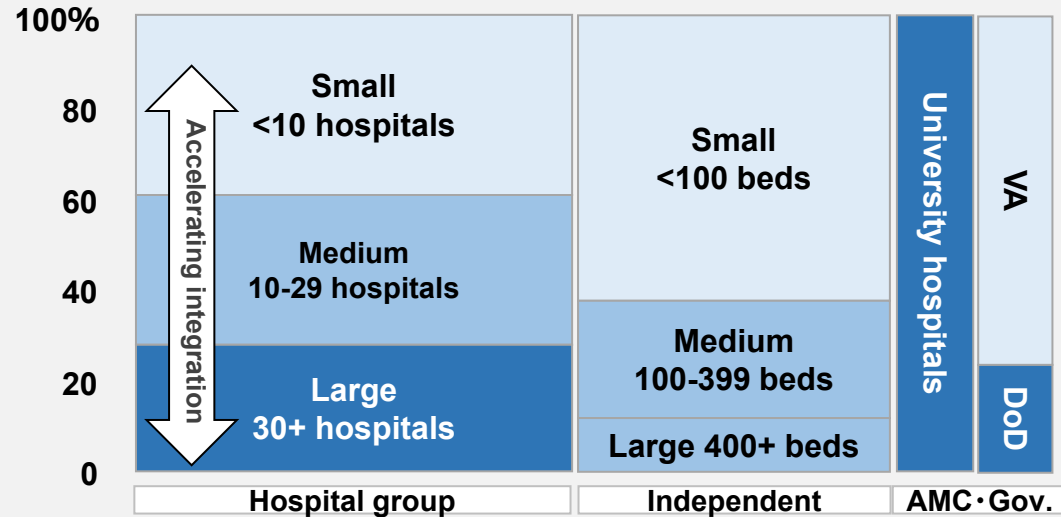 100%
80
60
40
20
0
Accelerating integration
Small
<10 hospitals
Medium
10-29 hospitals
Large
30+ hospitals
Small
<100 beds
Medium
100-399 beds
Large 400+ beds
University hospitals
VA
DoD
Hospital group
Independent
AMC･Gov.